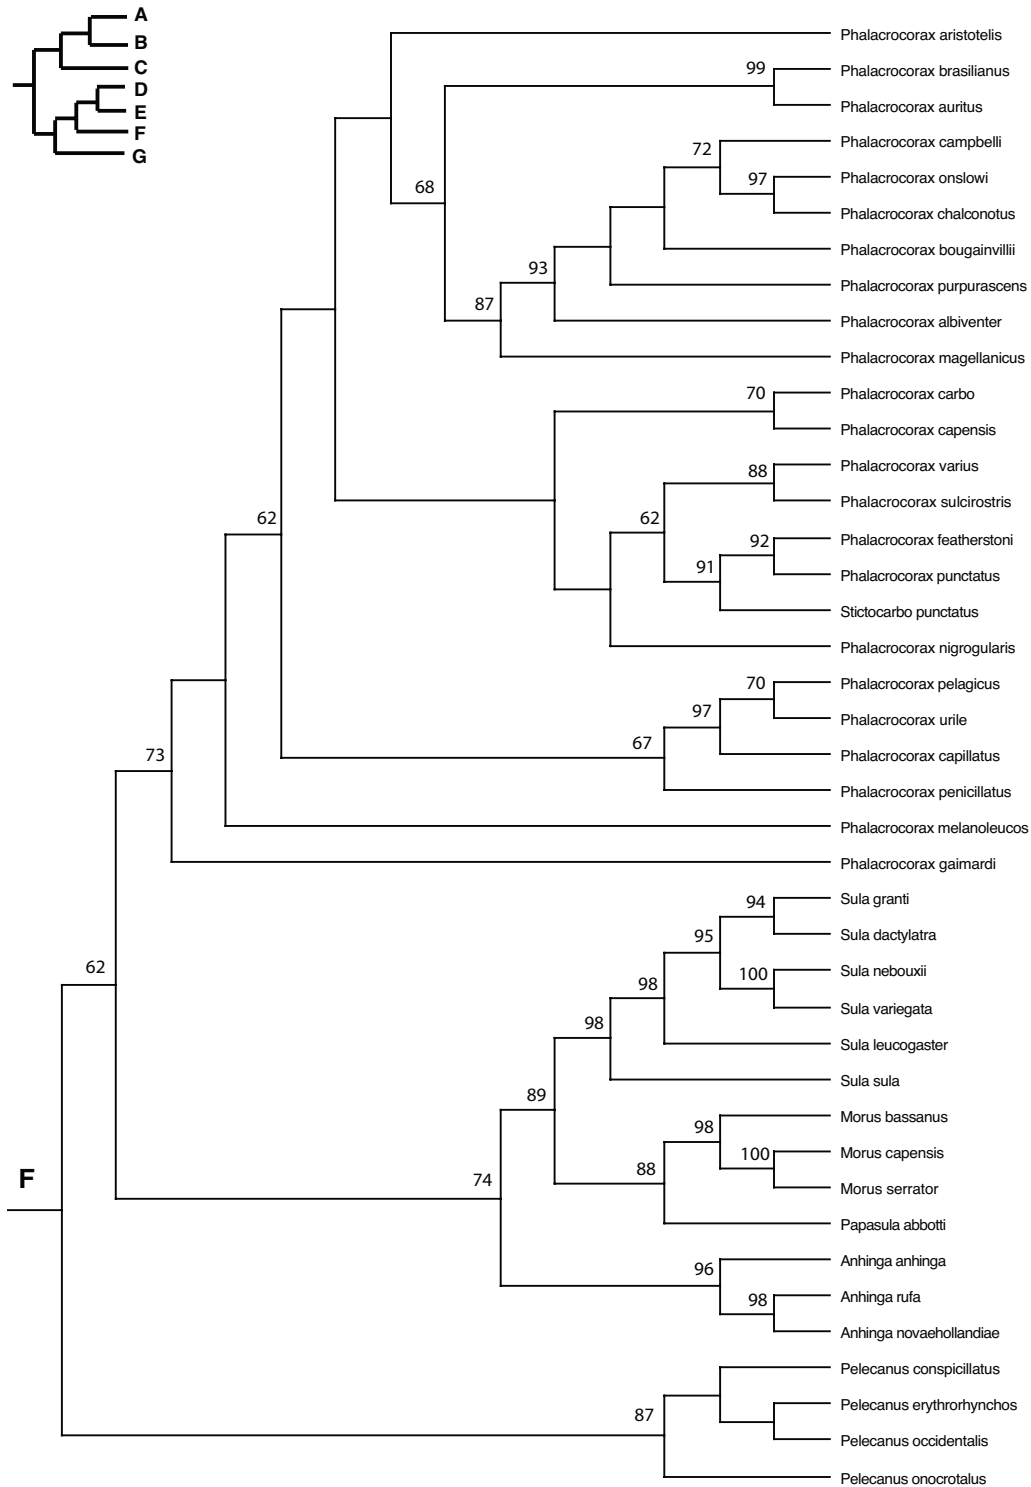 A
B
C
D
E
F
G
Phalacrocorax aristotelis
99
Phalacrocorax brasilianus
Phalacrocorax auritus
72
Phalacrocorax campbelli
97
Phalacrocorax onslowi
68
Phalacrocorax chalconotus
Phalacrocorax bougainvillii
93
Phalacrocorax purpurascens
87
Phalacrocorax albiventer
Phalacrocorax magellanicus
70
Phalacrocorax carbo
Phalacrocorax capensis
88
Phalacrocorax varius
Phalacrocorax sulcirostris
62
62
92
Phalacrocorax featherstoni
91
Phalacrocorax punctatus
Stictocarbo punctatus
Phalacrocorax nigrogularis
70
Phalacrocorax pelagicus
97
Phalacrocorax urile
67
73
Phalacrocorax capillatus
Phalacrocorax penicillatus
Phalacrocorax melanoleucos
Phalacrocorax gaimardi
94
Sula granti
95
Sula dactylatra
62
100
Sula nebouxii
98
Sula variegata
98
Sula leucogaster
Sula sula
89
98
Morus bassanus
100
Morus capensis
F
74
88
Morus serrator
Papasula abbotti
96
Anhinga anhinga
98
Anhinga rufa
Anhinga novaehollandiae
Pelecanus conspicillatus
87
Pelecanus erythrorhynchos
Pelecanus occidentalis
Pelecanus onocrotalus